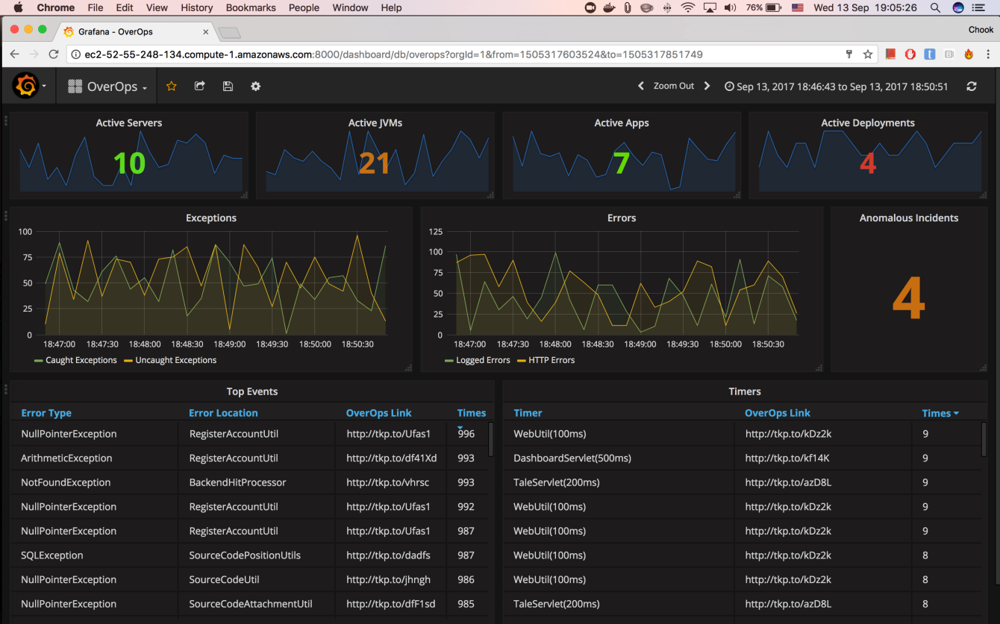 Chrome File Edit View History Bookmarks People Window Help 76% Wed 13 Sep 19:05:26
Grafana - OverOps Chook
ec2-52-55-248-134.compute-1.amazonaws.com:8000/dashboard/db/overops?orgId=1&from=1505317603524&to=1505317851749
OverOps Zoom Out Sep 13, 2017 18:46:43 to Sep 13, 2017 18:50:51
Active Servers
10
Active JVMs
21
Active Apps
7
Active Deployments
4
Exceptions
100
75
50
25
0
18:47:00 18:47:30 18:48:00 18:48:30 18:49:00 18:49:30 18:50:00 18:50:30
Caught Exceptions Uncaught Exceptions
Errors
125
100
75
50
25
0
18:47:00 18:47:30 18:48:00 18:48:30 18:49:00 18:49:30 18:50:00 18:50:30
Logged Errors HTTP Errors
Anomalous Incidents
4
Top Events
Error Type Error Location OverOps Link Times
NullPointerException RegisterAccountUtil http://tkp.to/Ufas1 996
ArithmeticException RegisterAccountUtil http://tkp.to/df41Xd 993
NotFoundException BackendHitProcessor http://tkp.to/vhrsc 993
NullPointerException RegisterAccountUtil http://tkp.to/Ufas1 992
NullPointerException RegisterAccountUtil http://tkp.to/Ufas1 987
SQLException SourceCodePositionUtils http://tkp.to/dadfs 987
NullPointerException SourceCodeUtil http://tkp.to/jhngh 986
NullPointerException SourceCodeAttachmentUtil http://tkp.to/dfF1sd 985
Timers
Timer OverOps Link Times
WebUtil(100ms) http://tkp.to/kDz2k 9
DashboardServlet(500ms) http://tkp.to/kf14K 9
TaleServlet(200ms) http://tkp.to/azD8L 9
WebUtil(100ms) http://tkp.to/kDz2k 9
WebUtil(100ms) http://tkp.to/kDz2k 9
WebUtil(100ms) http://tkp.to/kDz2k 8
WebUtil(100ms) http://tkp.to/kDz2k 8
TaleServlet(200ms) http://tkp.to/azD8L 8